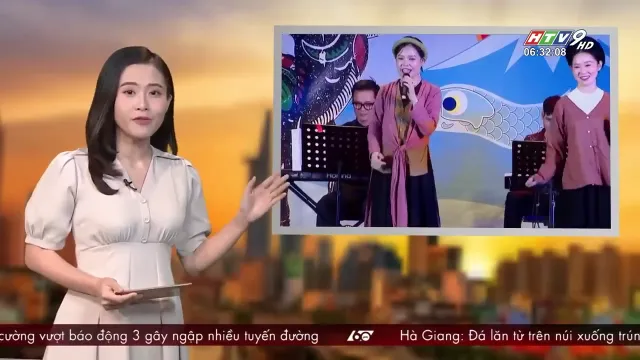 HTV9 HD
06:32:08
cường vượt báo động 3 gây ngập nhiều tuyến đường
60
Hà Giang: Đá lăn từ trên núi xuống trún